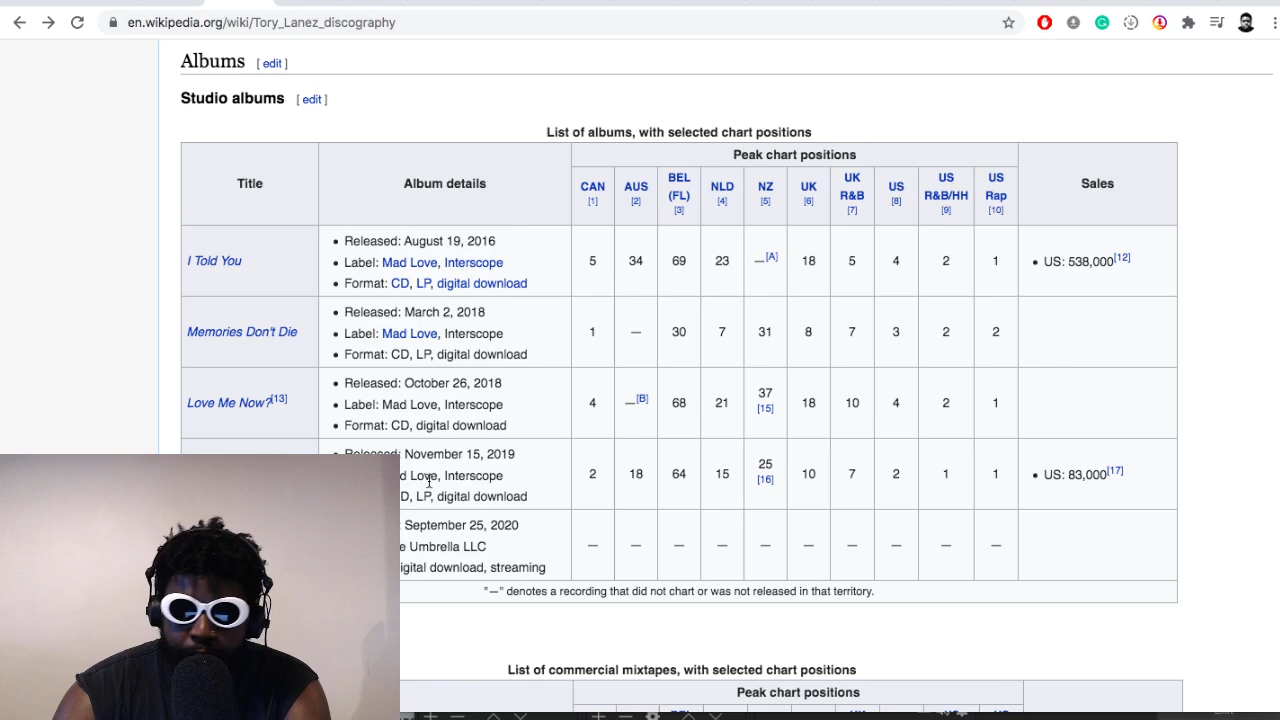 en.wikipedia.org/wiki/Tory_Lanez_discography
Albums [ edit ]
Studio albums [ edit ]
List of albums, with selected chart positions
Title
Album details
Peak chart positions
Sales
CAN [1]
AUS [2]
BEL (FL) [3]
NLD [4]
NZ [5]
UK [6]
UK R&B [7]
US [8]
US R&B/HH [9]
US Rap [10]
I Told You
• Released: August 19, 2016
• Label: Mad Love, Interscope
• Format: CD, LP, digital download
5 34 69 23 —[A] 18 5 4 2 1
• US: 538,000[12]
Memories Don't Die
• Released: March 2, 2018
• Label: Mad Love, Interscope
• Format: CD, LP, digital download
1 — 30 7 31 8 7 3 2 2
Love Me Now?[13]
• Released: October 26, 2018
• Label: Mad Love, Interscope
• Format: CD, digital download
4 —[B] 68 21 37 [15] 18 10 4 2 1
Released: November 15, 2019
d Love, Interscope
D, LP, digital download
2 18 64 15 25 [16] 10 7 2 1 1
• US: 83,000[17]
: September 25, 2020
e Umbrella LLC
igital download, streaming
— — — — — — — — — —
"—" denotes a recording that did not chart or was not released in that territory.
List of commercial mixtapes, with selected chart positions
Peak chart positions